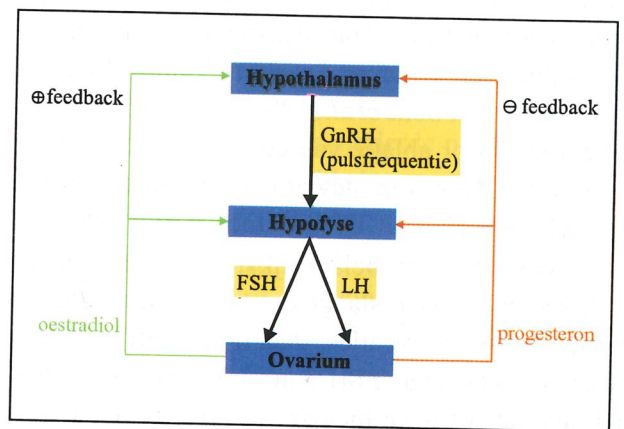 Hypothalamus
⊕feedback
⊖ feedback
GnRH
(pulsfrequentie)
Hypofyse
FSH
LH
oestradiol
progesteron
Ovarium